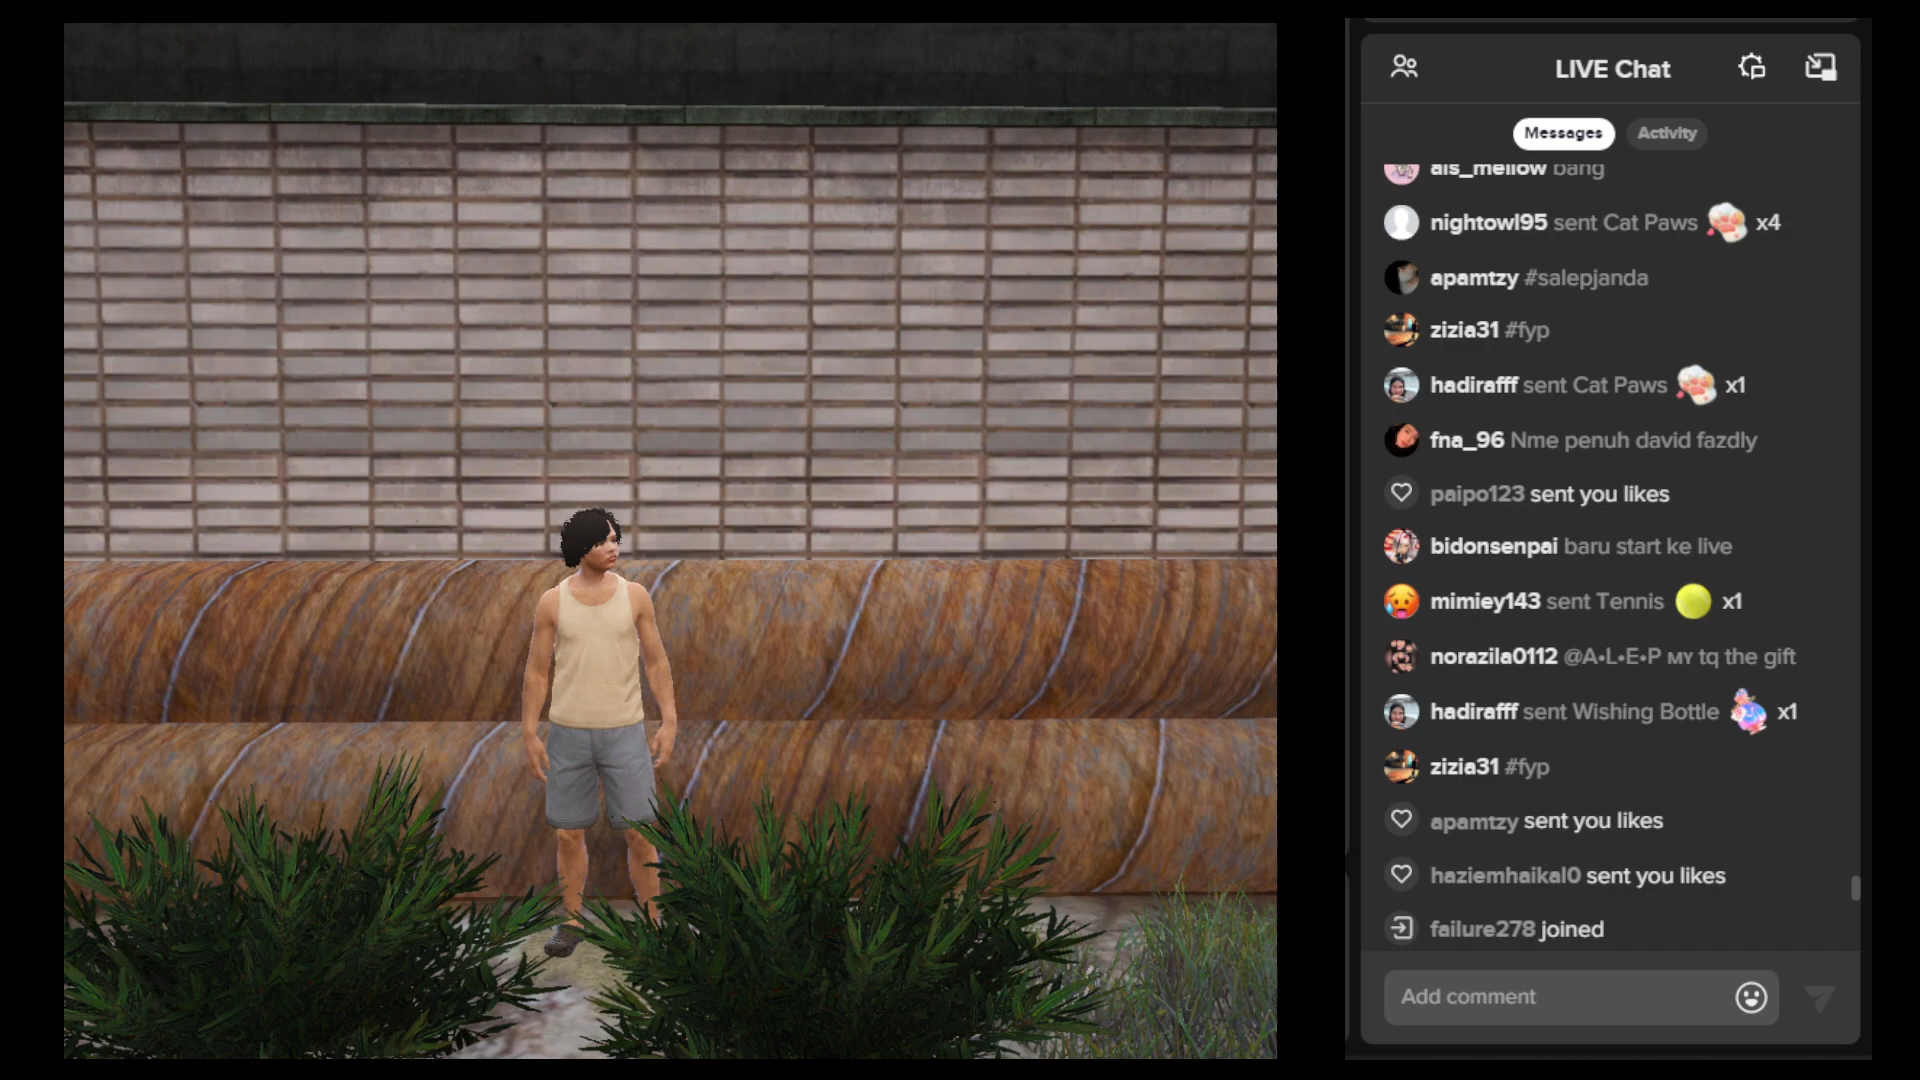 LIVE Chat
Messages
Activity
als_mellow bang
nightowl95 sent Cat Paws x4
apamtzy #salepjanda
zizia31 #fyp
hadirafff sent Cat Paws x1
fna_96 Nme penuh david fazdly
paipo123 sent you likes
bidonsenpai baru start ke live
mimiey143 sent Tennis x1
norazila0112 @A•L•E•P ᴍʏ tq the gift
hadirafff sent Wishing Bottle x1
zizia31 #fyp
apamtzy sent you likes
haziemhaikal0 sent you likes
failure278 joined
Add comment